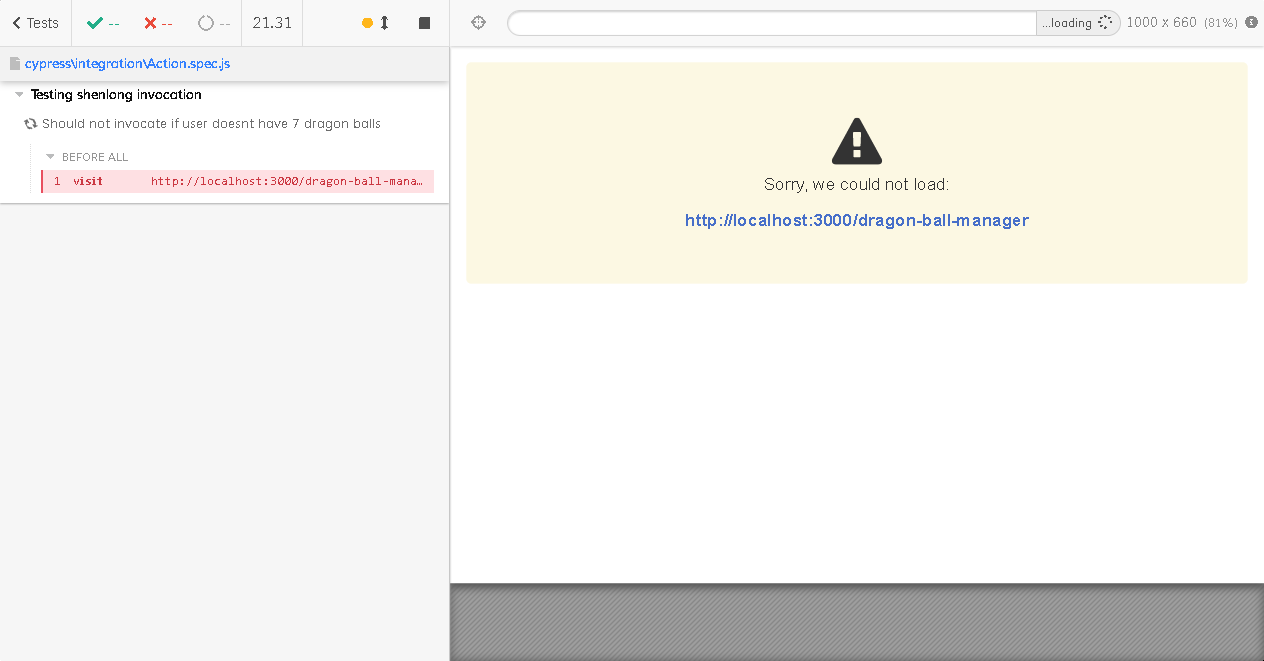 Tests -- -- -- 21.31
...loading 1000 x 660 (81%)
cypress\integration\Action.spec.js
Testing shenlong invocation
Should not invoke if user doesnt have 7 dragon balls
BEFORE ALL
1 visit http://localhost:3000/dragon-ball-mana…
Sorry, we could not load:
http://localhost:3000/dragon-ball-manager